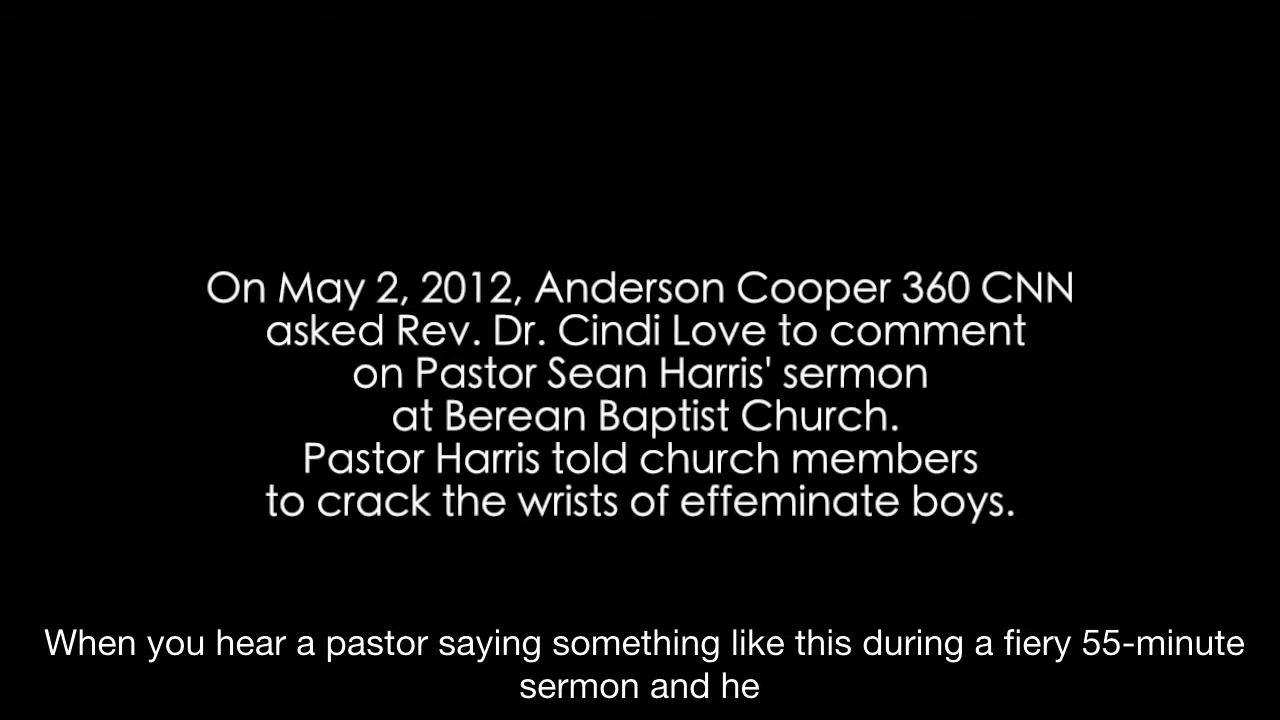 On May 2, 2012, Anderson Cooper 360 CNN
asked Rev. Dr. Cindi Love to comment
on Pastor Sean Harris' sermon
at Berean Baptist Church.
Pastor Harris told church members
to crack the wrists of effeminate boys.
When you hear a pastor saying something like this during a fiery 55-minute
sermon and he